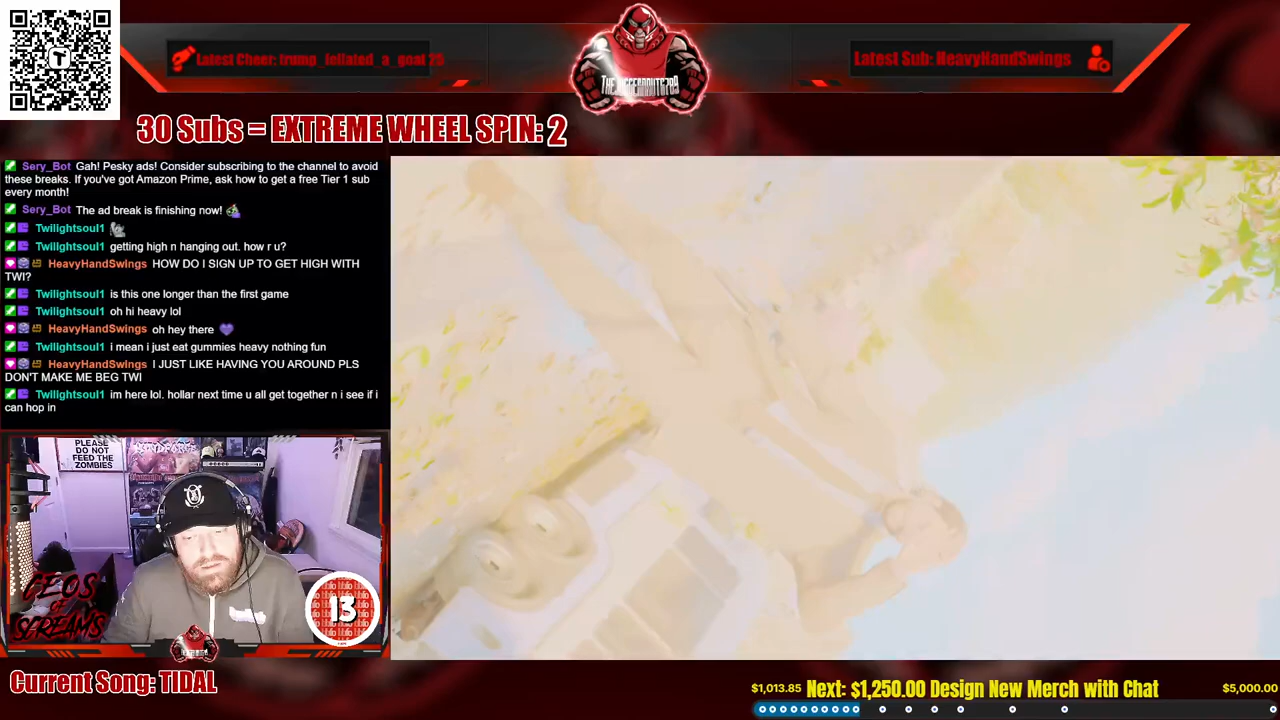 Latest Cheer: trump_fellated_a_goat 25
THEJUGGERNAUT6789
Latest Sub: HeavyHandSwings
30 Subs = EXTREME WHEEL SPIN: 2
Sery_Bot Gah! Pesky ads! Consider subscribing to the channel to avoid
these breaks. If you've got Amazon Prime, ask how to get a free Tier 1 sub
every month!
Sery_Bot The ad break is finishing now!
Twilightsoul1
Twilightsoul1 getting high n hanging out. how r u?
HeavyHandSwings HOW DO I SIGN UP TO GET HIGH WITH
TWI?
Twilightsoul1 is this one longer than the first game
Twilightsoul1 oh hi heavy lol
HeavyHandSwings oh hey there
Twilightsoul1 i mean i just eat gummies heavy nothing fun
HeavyHandSwings I JUST LIKE HAVING YOU AROUND PLS
DON'T MAKE ME BEG TWI
Twilightsoul1 im here lol. hollar next time u all get together n i see if i
can hop in
PLEASE
DO NOT
FEED THE
ZOMBIES
GEOS
OF
SCREAMS
13
Current Song: TIDAL
$1,013.85 Next: $1,250.00 Design New Merch with Chat $5,000.00